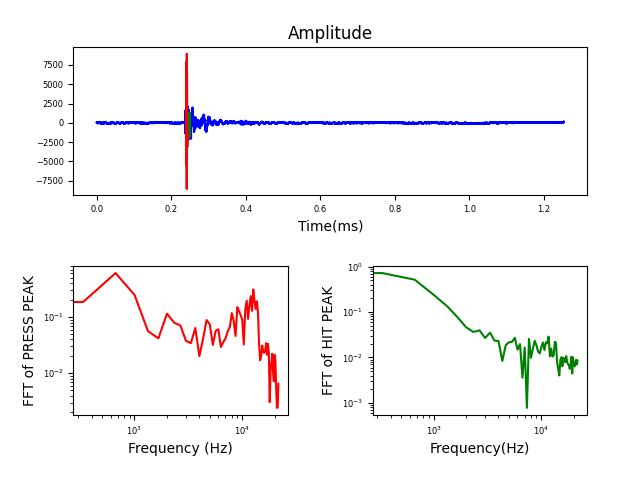 Amplitude
7500
5000
2500
0
−2500
−5000
−7500
0.0 0.2 0.4 0.6 0.8 1.0 1.2
Time(ms)
FFT of PRESS PEAK
10⁻¹
10⁻²
10³ 10⁴
Frequency (Hz)
FFT of HIT PEAK
10⁰
10⁻¹
10⁻²
10⁻³
10³ 10⁴
Frequency(Hz)